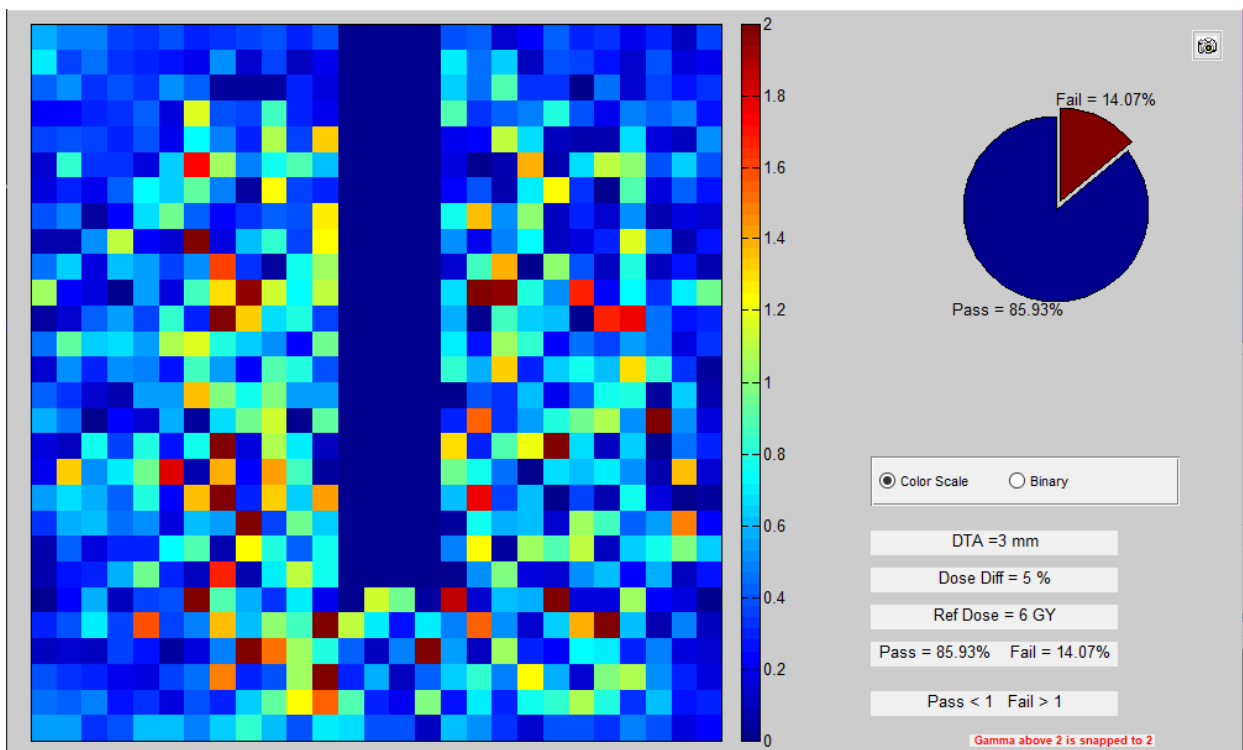 2
1.8
1.6
1.4
1.2
1
0.8
0.6
0.4
0.2
0
Fail = 14.07%
Pass = 85.93%
Color Scale
Binary
DTA =3 mm
Dose Diff = 5 %
Ref Dose = 6 GY
Pass = 85.93% Fail = 14.07%
Pass < 1 Fail > 1
Gamma above 2 is snapped to 2